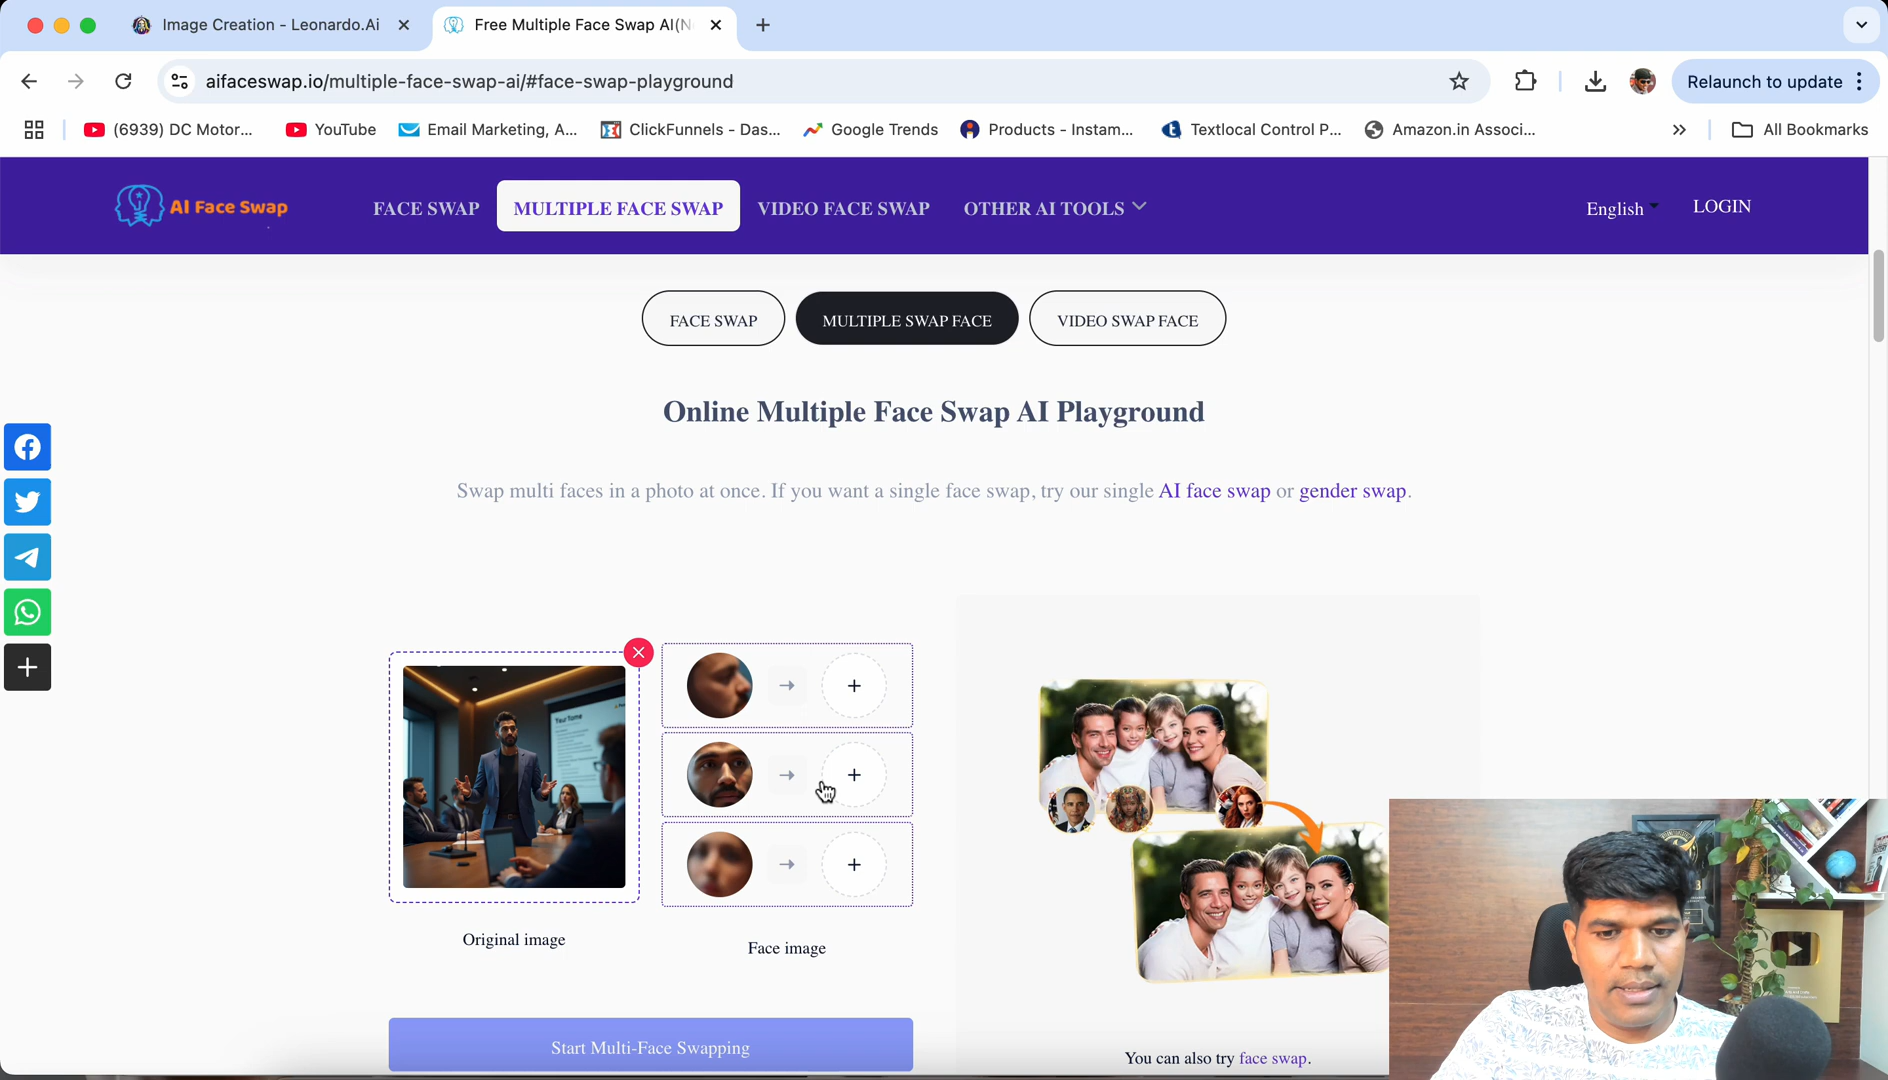 Image Creation - Leonardo.Ai
Free Multiple Face Swap AI(N
aifaceswap.io/multiple-face-swap-ai/#face-swap-playground
Relaunch to update
(6939) DC Motor...
YouTube
Email Marketing, A...
ClickFunnels - Das...
Google Trends
Products - Instam...
Textlocal Control P...
Amazon.in Associ...
All Bookmarks
AI Face Swap
FACE SWAP
MULTIPLE FACE SWAP
VIDEO FACE SWAP
OTHER AI TOOLS
English
LOGIN
FACE SWAP
MULTIPLE SWAP FACE
VIDEO SWAP FACE
Online Multiple Face Swap AI Playground
Swap multi faces in a photo at once. If you want a single face swap, try our single AI face swap or gender swap.
Original image
Face image
Start Multi-Face Swapping
You can also try face swap.